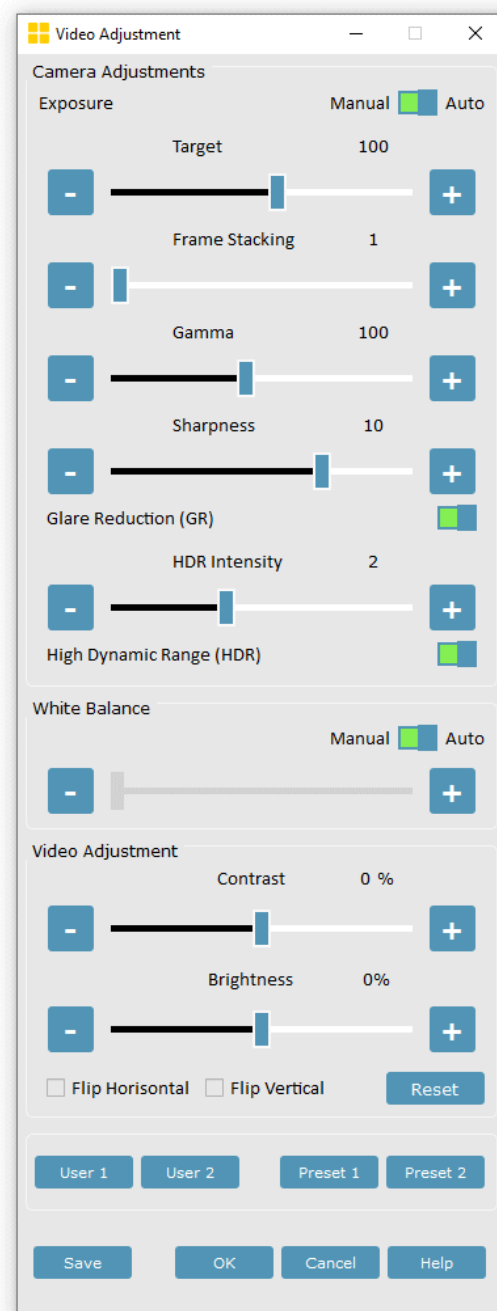 Video Adjustment
Camera Adjustments
Exposure Manual Auto
Target 100
- +
Frame Stacking 1
- +
Gamma 100
- +
Sharpness 10
- +
Glare Reduction (GR)
HDR Intensity 2
- +
High Dynamic Range (HDR)
White Balance
Manual Auto
- +
Video Adjustment
Contrast 0 %
- +
Brightness 0%
- +
Flip Horisontal Flip Vertical Reset
User 1 User 2 Preset 1 Preset 2
Save OK Cancel Help